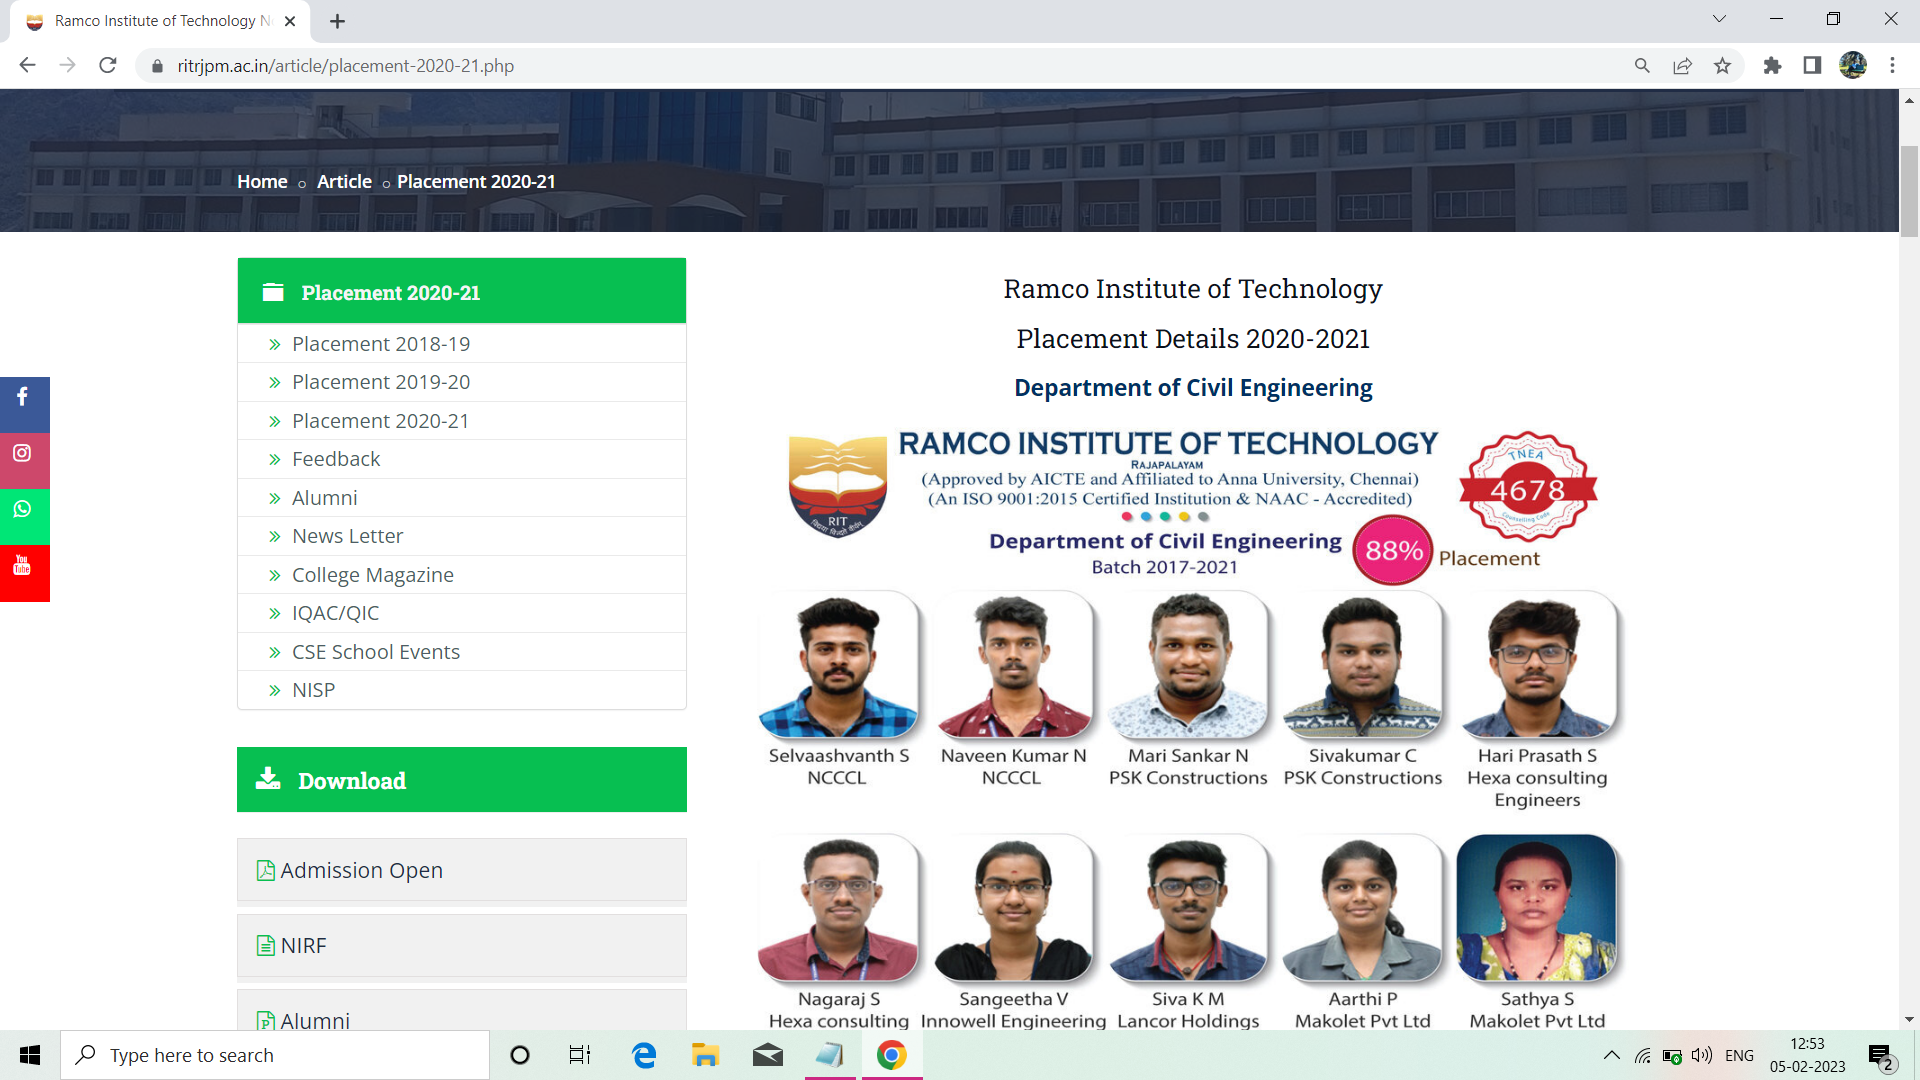 Ramco Institute of Technology N
ritrjpm.ac.in/article/placement-2020-21.php
Home Article Placement 2020-21
Placement 2020-21
Placement 2018-19
Placement 2019-20
Placement 2020-21
Feedback
Alumni
News Letter
College Magazine
IQAC/QIC
CSE School Events
NISP
Download
Admission Open
NIRF
Alumni
You
Tube
Ramco Institute of Technology
Placement Details 2020-2021
Department of Civil Engineering
RIT
RAMCO INSTITUTE OF TECHNOLOGY
RAJAPALAYAM
(Approved by AICTE and Affiliated to Anna University, Chennai)
(An ISO 9001:2015 Certified Institution & NAAC - Accredited)
TNEA
4678
Counselling Code
Department of Civil Engineering
Batch 2017-2021
88% Placement
Selvaashvanth S Naveen Kumar N Mari Sankar N Sivakumar C Hari Prasath S
NCCCL NCCCL PSK Constructions PSK Constructions Hexa consulting
Engineers
Nagaraj S Sangeetha V Siva K M Aarthi P Sathya S
Hexa consulting Innowell Engineering Lancor Holdings Makolet Pvt Ltd Makolet Pvt Ltd
Type here to search
ENG
12:53
05-02-2023
2